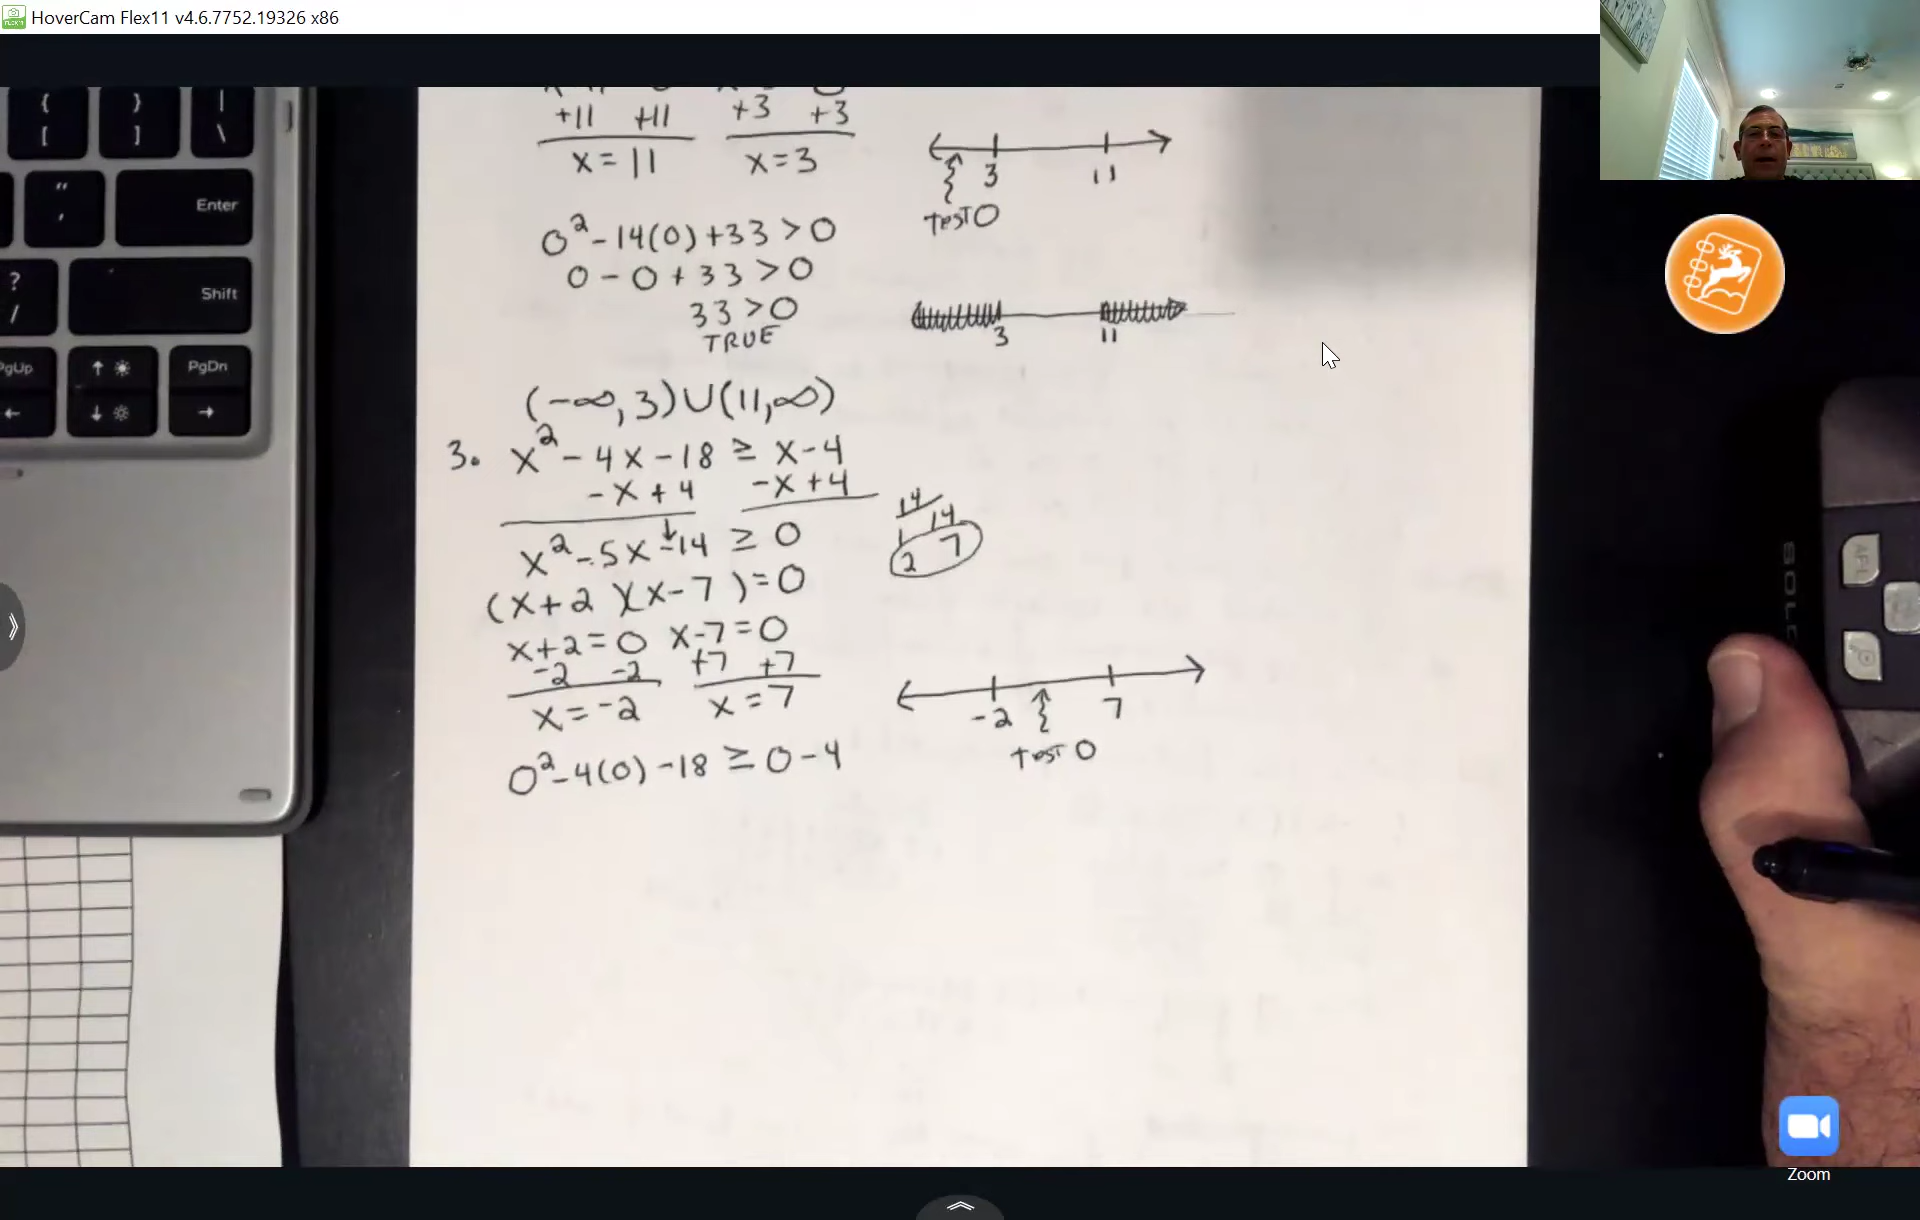 HoverCam Flex11 v4.6.7752.19326 x86
FLEX11
{
[
}
]
|
\
"
'
Enter
?
/
Shift
PgUp
PgDn
+11 +11 +3 +3
x = 11 x = 3
3 11
test 0
0² - 14(0) + 33 > 0
0 - 0 + 33 > 0
33 > 0
TRUE
3 11
(-∞, 3) ∪ (11, ∞)
3. x² - 4x - 18 ≥ x - 4
-x + 4 -x + 4
x² - 5x - 14 ≥ 0
14
1 14
2 7
(x + 2)(x - 7) = 0
x + 2 = 0 x - 7 = 0
-2 -2 +7 +7
x = -2 x = 7
-2 7
test 0
0² - 4(0) - 18 ≥ 0 - 4
AFL
Zoom